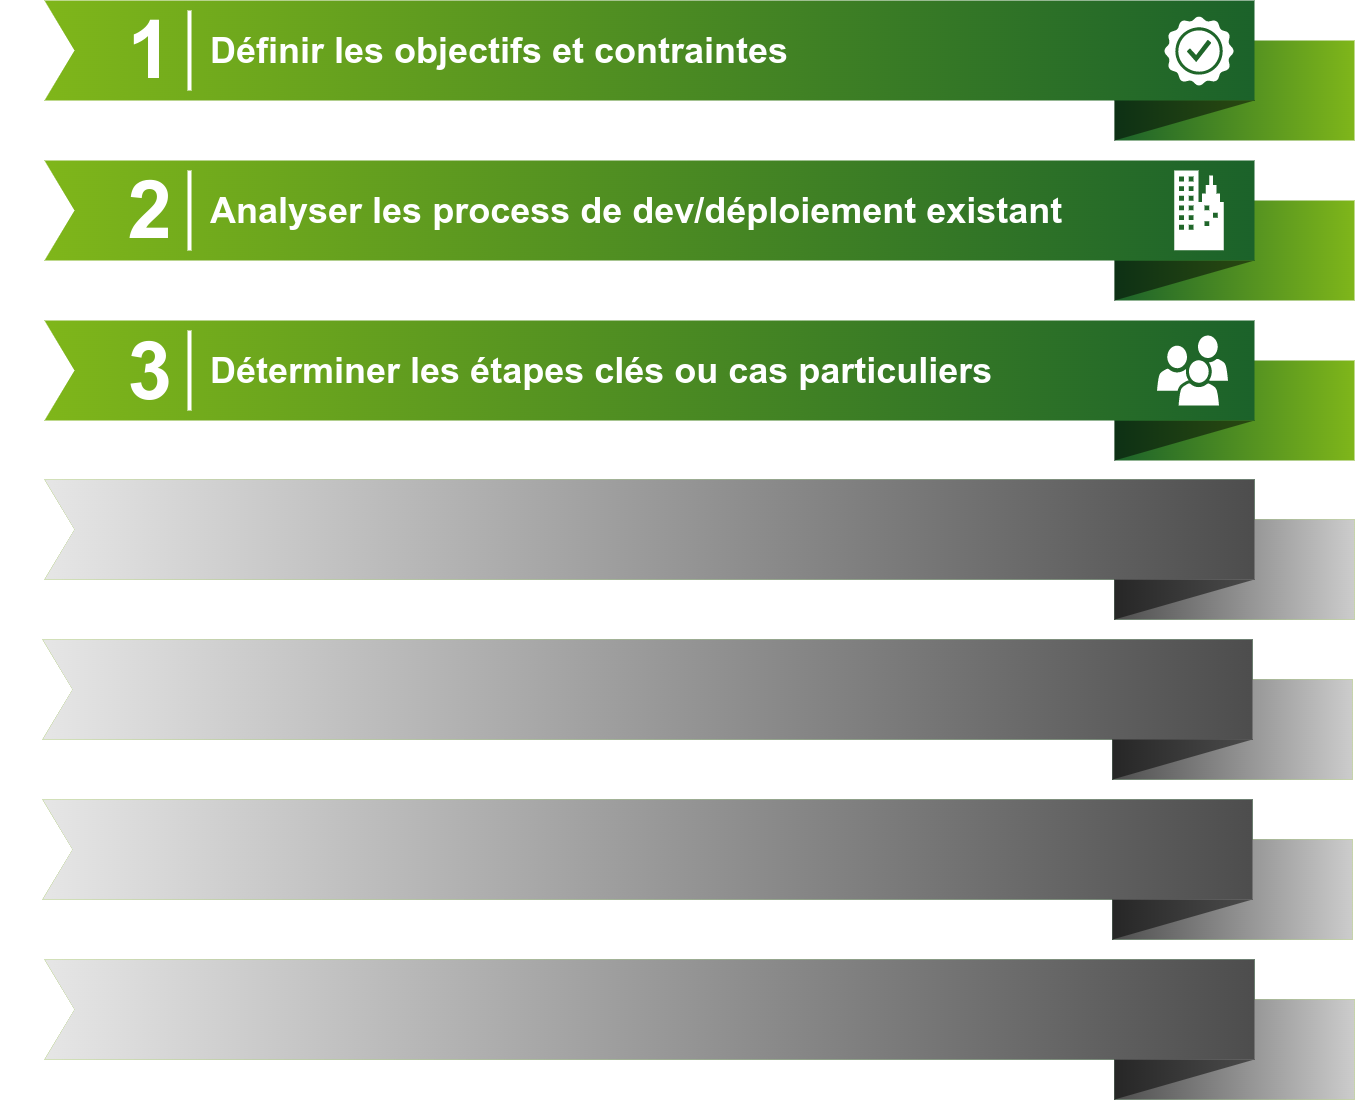 1 Définir les objectifs et contraintes
2 Analyser les process de dev/déploiement existant
3 Déterminer les étapes clés ou cas particuliers